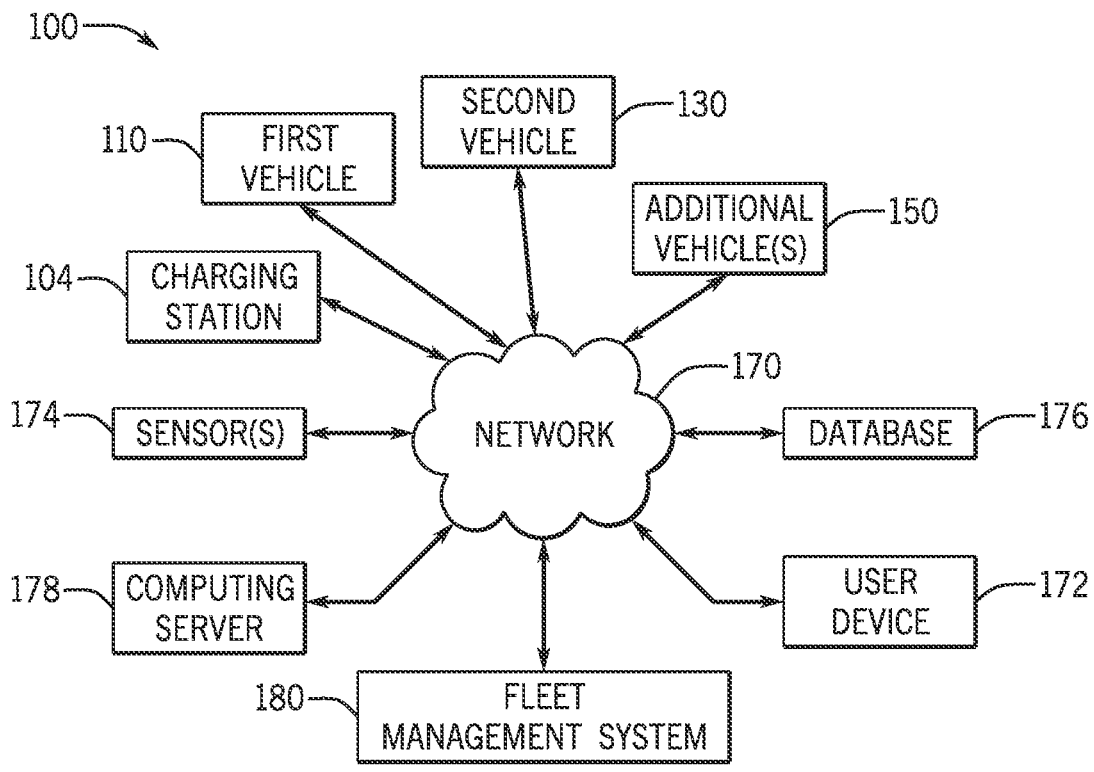 100
SECOND
VEHICLE
130
110
FIRST
VEHICLE
ADDITIONAL
VEHICLE(S)
150
104
CHARGING
STATION
170
174
SENSOR(S)
NETWORK
DATABASE
176
178
COMPUTING
SERVER
USER
DEVICE
172
180
FLEET
MANAGEMENT SYSTEM